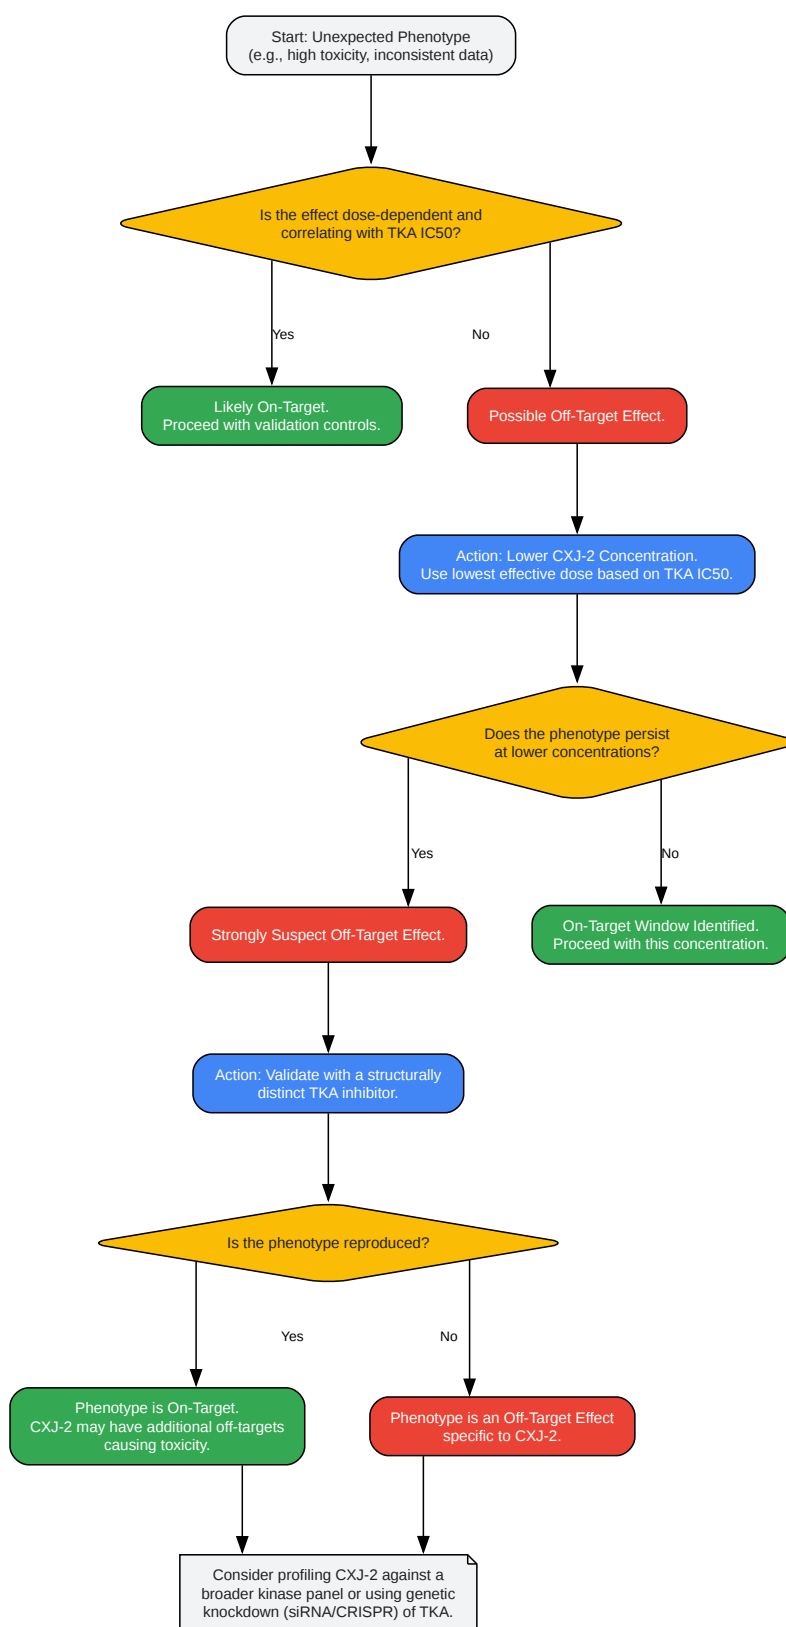 Start: Unexpected Phenotype
(e.g., high toxicity, inconsistent data)
Is the effect dose-dependent and
correlating with TKA IC50?
Yes
No
Likely On-Target.
Proceed with validation controls.
Possible Off-Target Effect.
Action: Lower CXJ-2 Concentration.
Use lowest effective dose based on TKA IC50.
Does the phenotype persist
at lower concentrations?
Yes
No
Strongly Suspect Off-Target Effect.
On-Target Window Identified.
Proceed with this concentration.
Action: Validate with a structurally
distinct TKA inhibitor.
Is the phenotype reproduced?
Yes
No
Phenotype is On-Target.
CXJ-2 may have additional off-targets
causing toxicity.
Phenotype is an Off-Target Effect
specific to CXJ-2.
Consider profiling CXJ-2 against a
broader kinase panel or using genetic
knockdown (siRNA/CRISPR) of TKA.